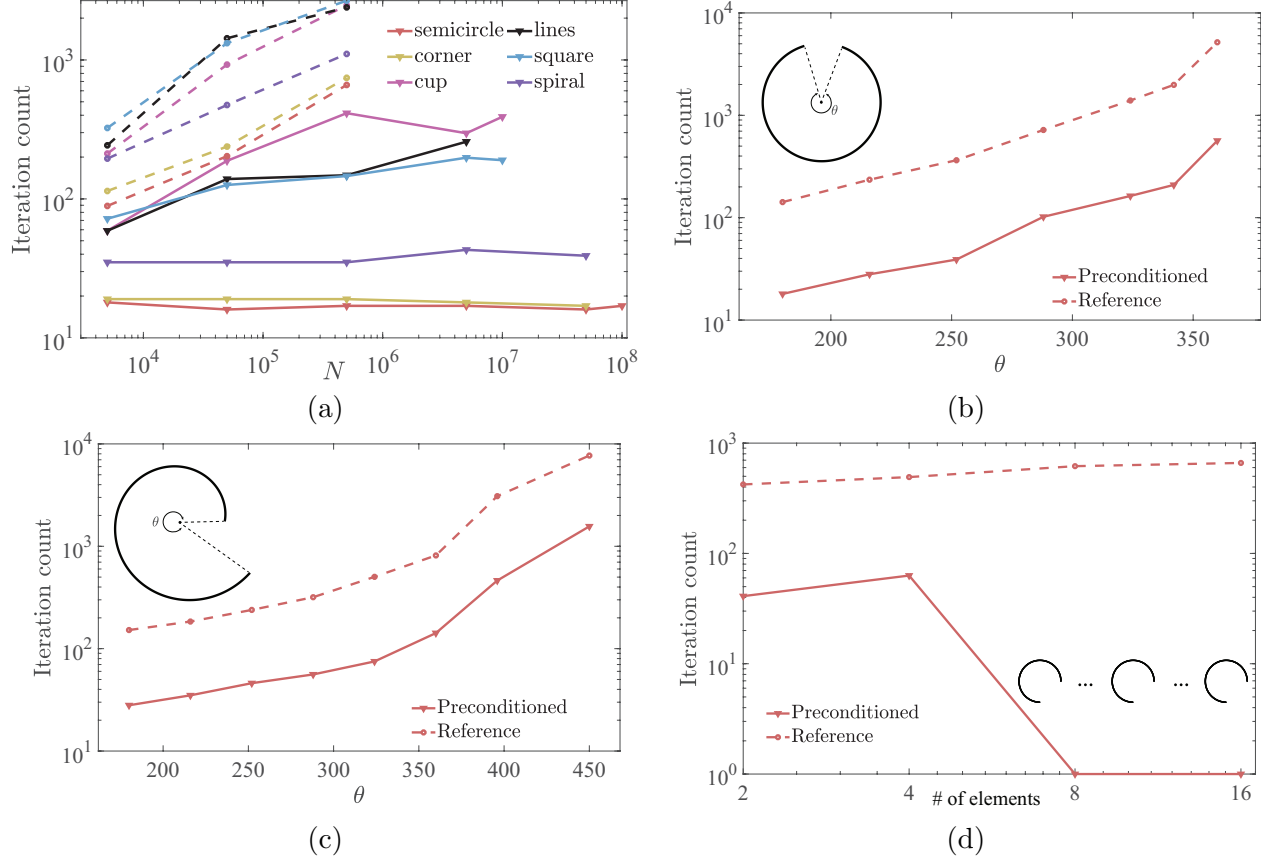 10^3
10^2
10^1
Iteration count
semicircle
corner
cup
lines
square
spiral
10^4
10^5
10^6
10^7
10^8
N
(a)
10^4
10^3
10^2
10^1
Iteration count
θ
Preconditioned
Reference
200
250
300
350
θ
(b)
10^4
10^3
10^2
10^1
Iteration count
θ
Preconditioned
Reference
200
250
300
350
400
450
θ
(c)
10^3
10^2
10^1
10^0
Iteration count
... ...
Preconditioned
Reference
2
4
8
16
# of elements
(d)